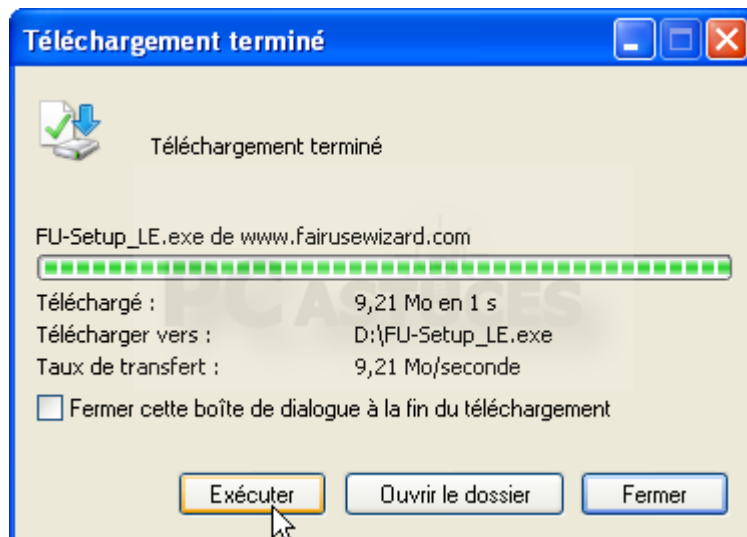 Téléchargement terminé
Téléchargement terminé
FU-Setup_LE.exe de www.fairusewizard.com
PC ASTUCES
Téléchargé : 9,21 Mo en 1 s
Télécharger vers : D:\FU-Setup_LE.exe
Taux de transfert : 9,21 Mo/seconde
Fermer cette boîte de dialogue à la fin du téléchargement
Exécuter Ouvrir le dossier Fermer